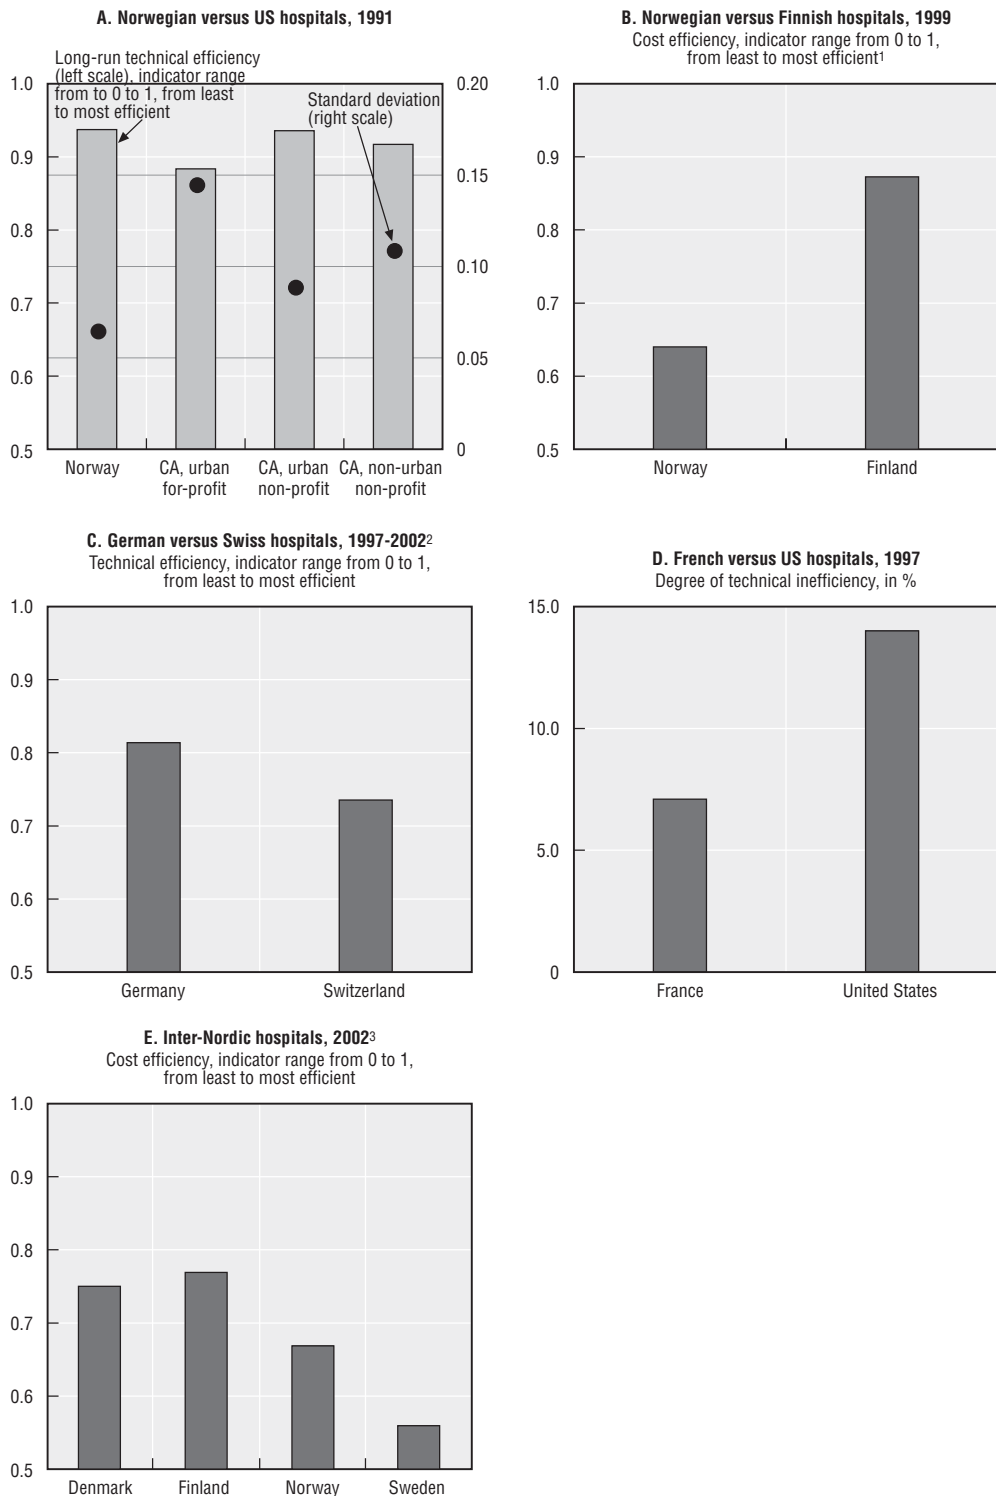 A. Norwegian versus US hospitals, 1991
Long-run technical efficiency
(left scale), indicator range
from to 0 to 1, from least
to most efficient
Standard deviation
(right scale)
1.0
0.9
0.8
0.7
0.6
0.5
0.20
0.15
0.10
0.05
0
Norway
CA, urban
for-profit
CA, urban
non-profit
CA, non-urban
non-profit
B. Norwegian versus Finnish hospitals, 1999
Cost efficiency, indicator range from 0 to 1,
from least to most efficient1
1.0
0.9
0.8
0.7
0.6
0.5
Norway
Finland
C. German versus Swiss hospitals, 1997-20022
Technical efficiency, indicator range from 0 to 1,
from least to most efficient
1.0
0.9
0.8
0.7
0.6
0.5
Germany
Switzerland
D. French versus US hospitals, 1997
Degree of technical inefficiency, in %
15.0
10.0
5.0
0
France
United States
E. Inter-Nordic hospitals, 20023
Cost efficiency, indicator range from 0 to 1,
from least to most efficient
1.0
0.9
0.8
0.7
0.6
0.5
Denmark
Finland
Norway
Sweden